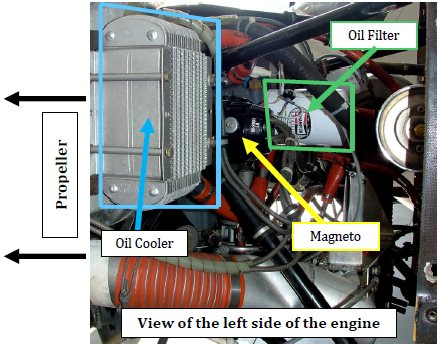 Oil Filter
Propeller
Oil Cooler
Magneto
View of the left side of the engine